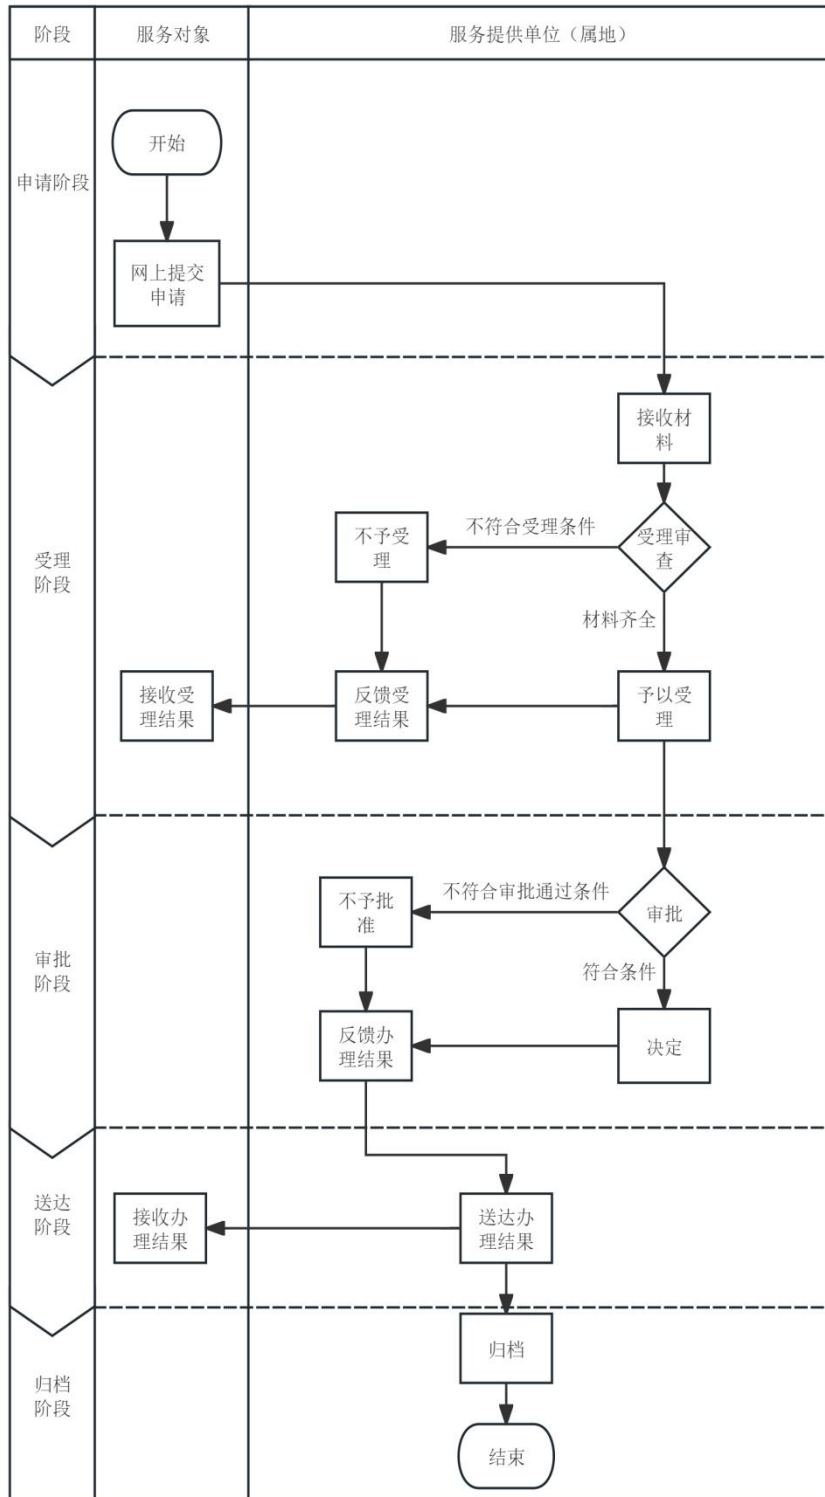 阶段
服务对象
服务提供单位（属地）
申请阶段
开始
网上提交
申请
受理
阶段
接收材
料
受理审
查
不符合受理条件
不予受
理
材料齐全
予以受
理
反馈受
理结果
接收受
理结果
审批
阶段
审批
不符合审批通过条件
不予批
准
符合条件
决定
反馈办
理结果
送达
阶段
送达办
理结果
接收办
理结果
归档
阶段
归档
结束